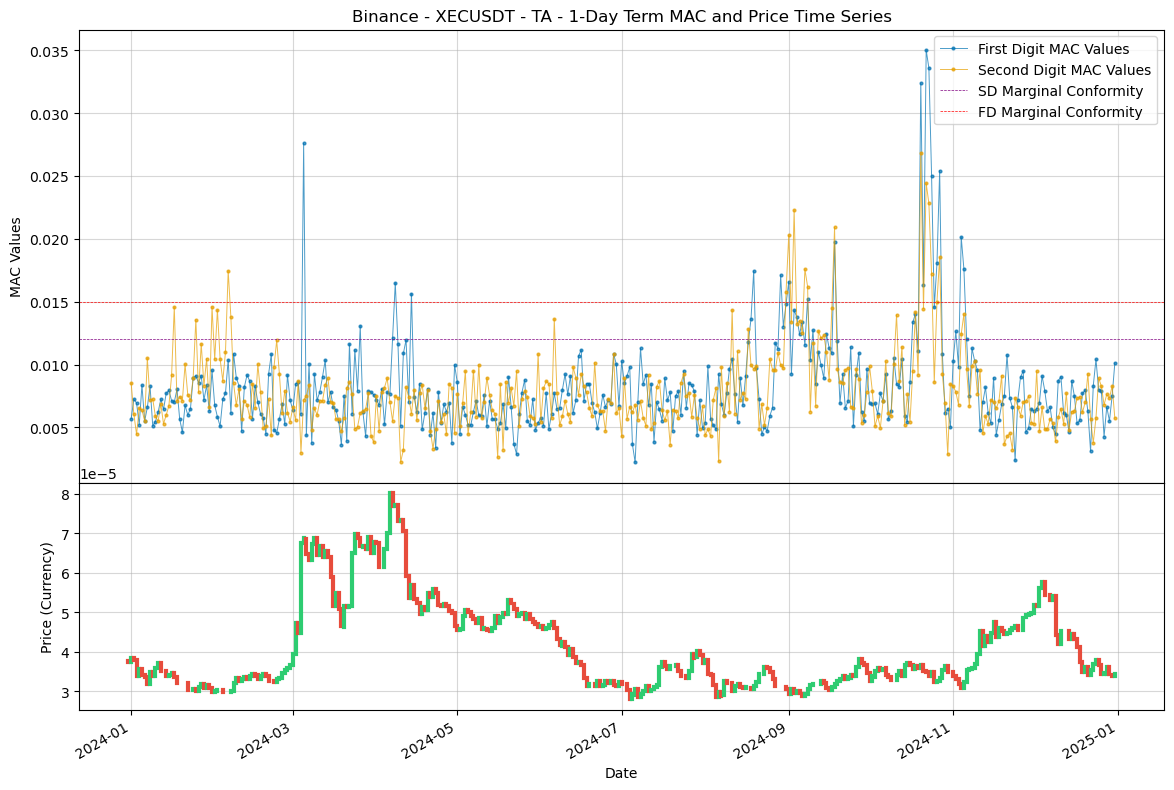 Binance - XECUSDT - TA - 1-Day Term MAC and Price Time Series
First Digit MAC Values
Second Digit MAC Values
SD Marginal Conformity
FD Marginal Conformity
MAC Values
0.035
0.030
0.025
0.020
0.015
0.010
0.005
1e−5
Price (Currency)
8
7
6
5
4
3
2024-01
2024-03
2024-05
2024-07
2024-09
2024-11
2025-01
Date